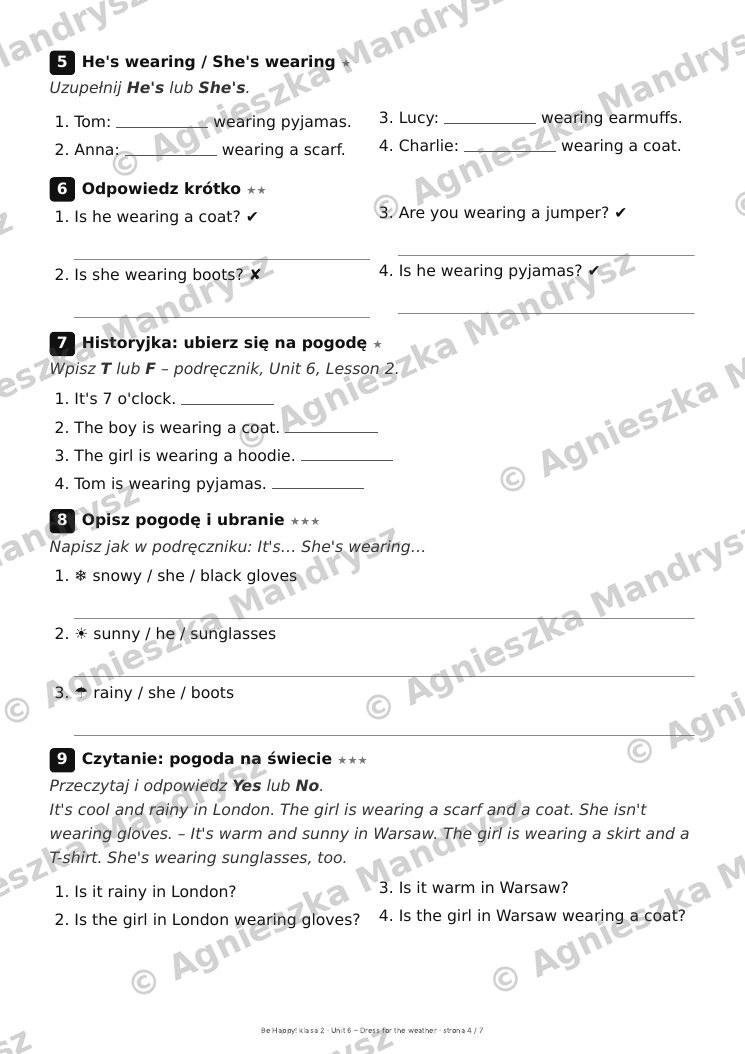 5 He's wearing / She's wearing ★
Uzupełnij He's lub She's.
1. Tom: ____________ wearing pyjamas.
2. Anna: ____________ wearing a scarf.
3. Lucy: ____________ wearing earmuffs.
4. Charlie: ____________ wearing a coat.
6 Odpowiedz krótko ★★
1. Is he wearing a coat? ✔
2. Is she wearing boots? ✘
3. Are you wearing a jumper? ✔
4. Is he wearing pyjamas? ✔
7 Historyjka: ubierz się na pogodę ★
Wpisz T lub F – podręcznik, Unit 6, Lesson 2.
1. It's 7 o'clock. ____________
2. The boy is wearing a coat. ____________
3. The girl is wearing a hoodie. ____________
4. Tom is wearing pyjamas. ____________
8 Opisz pogodę i ubranie ★★★
Napisz jak w podręczniku: It's… She's wearing…
1. ❄ snowy / she / black gloves
2. ☀ sunny / he / sunglasses
3. ☂ rainy / she / boots
9 Czytanie: pogoda na świecie ★★★
Przeczytaj i odpowiedz Yes lub No.
It's cool and rainy in London. The girl is wearing a scarf and a coat. She isn't
wearing gloves. – It's warm and sunny in Warsaw. The girl is wearing a skirt and a
T-shirt. She's wearing sunglasses, too.
1. Is it rainy in London?
2. Is the girl in London wearing gloves?
3. Is it warm in Warsaw?
4. Is the girl in Warsaw wearing a coat?
Be Happy! klasa 2 · Unit 6 – Dress for the weather · strona 4 / 7
© Agnieszka Mandrysz